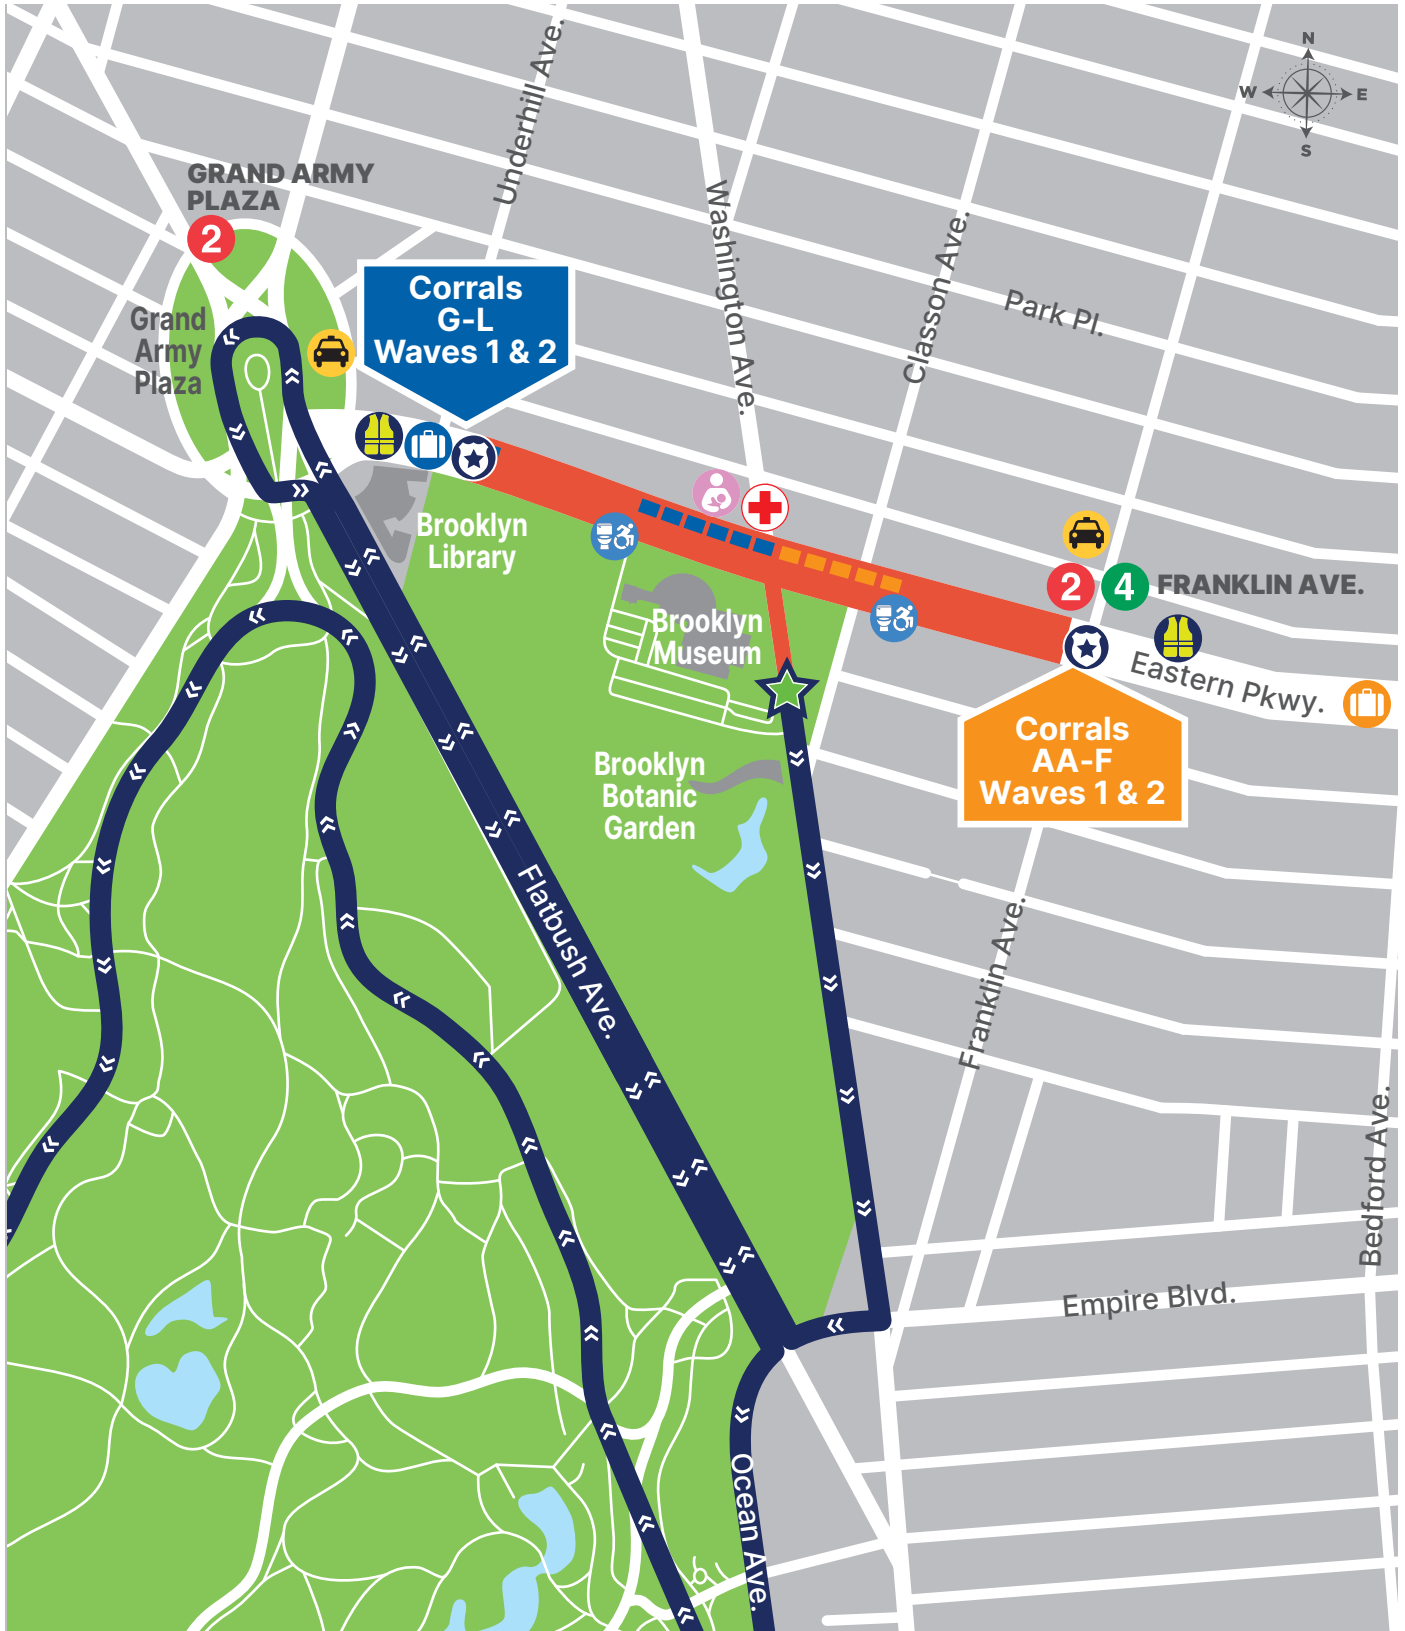 N
W
E
S
Underhill Ave.
GRAND ARMY
PLAZA
2
Washington Ave.
Classon Ave.
Park Pl.
Corrals
G-L
Waves 1 & 2
Grand
Army
Plaza
Brooklyn
Library
2
4
FRANKLIN AVE.
Brooklyn
Museum
Eastern Pkwy.
Corrals
AA-F
Waves 1 & 2
Brooklyn
Botanic
Garden
Flatbush Ave.
Franklin Ave.
Bedford Ave.
Empire Blvd.
Ocean Ave.